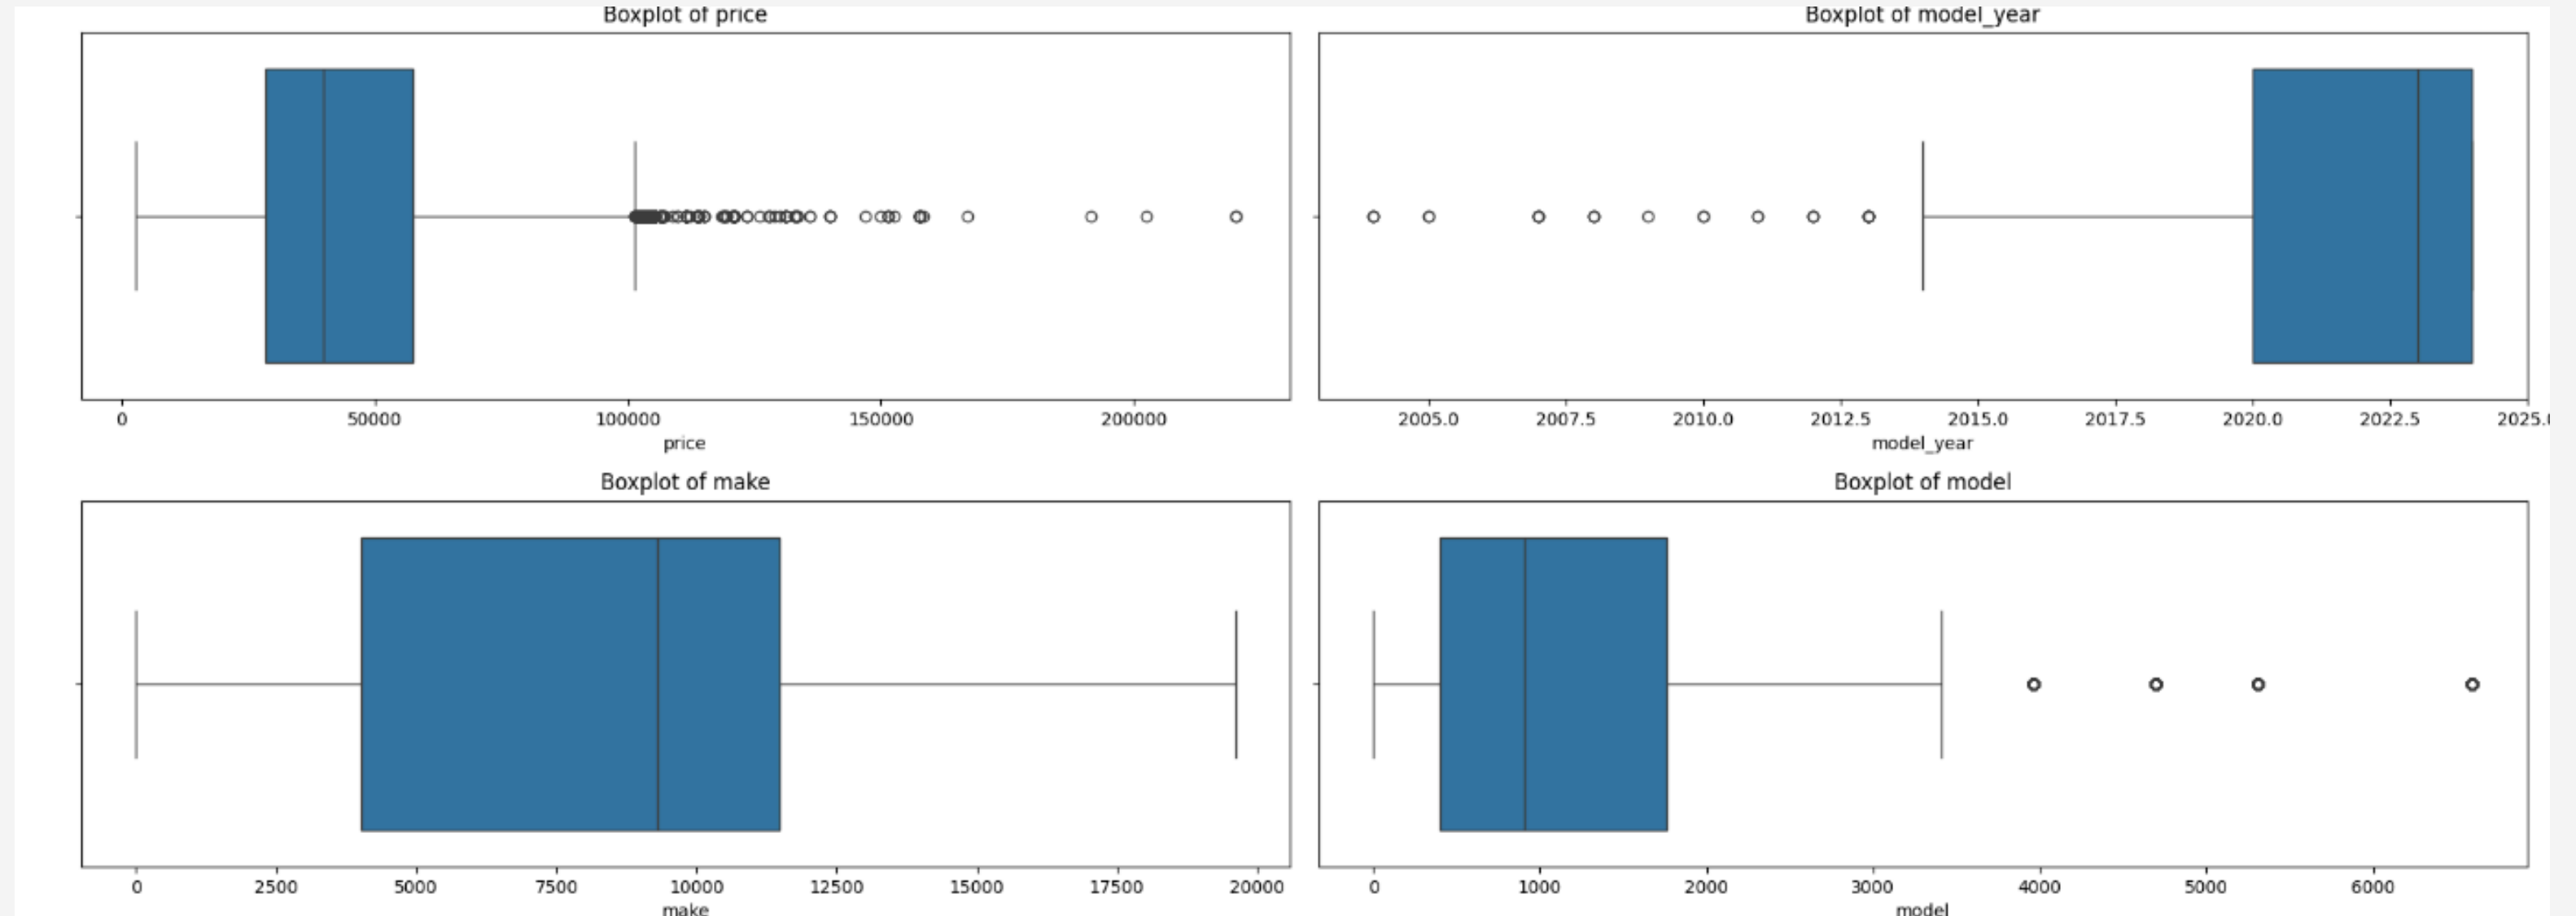 Boxplot of price
0 50000 100000 150000 200000
price
Boxplot of model_year
2005.0 2007.5 2010.0 2012.5 2015.0 2017.5 2020.0 2022.5 2025.
model_year
Boxplot of make
0 2500 5000 7500 10000 12500 15000 17500 20000
make
Boxplot of model
0 1000 2000 3000 4000 5000 6000
model